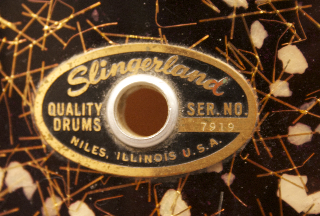 Slingerland
QUALITY SER. NO.
DRUMS 7919
NILES, ILLINOIS U.S.A.